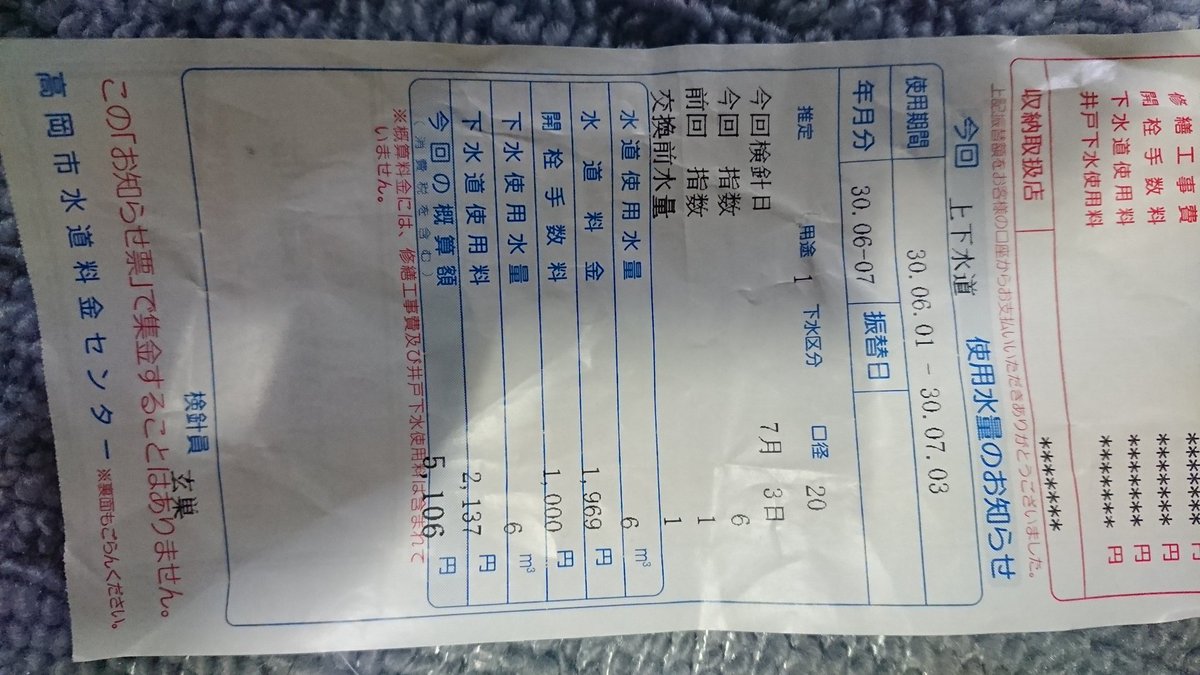 修繕工事費 ******* 円
開栓手数料 ******* 円
下水道使用料 ******* 円
井戸下水使用料 ******* 円
収納取扱店 *******
上記振替額をお客様の口座からお支払いいただきありがとうございました。
今回 上下水道 使用水量のお知らせ
使用期間 30.06.01 - 30.07.03
年月分 30.06-07 振替日
推定 用途 1 下水区分 口径 20
今回検針日 7月 3日
今回 指数 6
前回 指数 1
交換前水量 1
水道使用水量 6 m³
水道料金 1,969 円
開栓手数料 1,000 円
下水使用水量 6 m³
下水道使用料 2,137 円
今回の概算額 5,106 円
(消費税を含む)
※概算料金には、修繕工事費及び井戸下水使用料は含まれて
いません。
検針員 玄巣
この「お知らせ票」で集金することはありません。
高岡市水道料金センター ※裏面もごらんください。